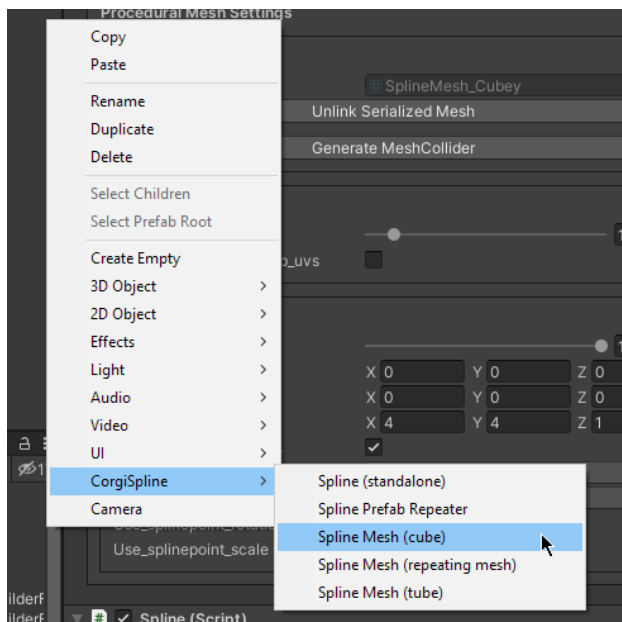 Procedural Mesh Settings
Copy
Paste
SplineMesh_Cubey
Rename
Unlink Serialized Mesh
Duplicate
Generate MeshCollider
Delete
Select Children
Select Prefab Root
Create Empty
_uvs
3D Object
2D Object
Effects
Light
X 0 Y 0 Z 0
Audio
X 0 Y 0 Z 0
Video
X 4 Y 4 Z 1
UI
CorgiSpline
Spline (standalone)
Camera
Spline Prefab Repeater
Spline Mesh (cube)
Use_splinepoint_scale
Spline Mesh (repeating mesh)
Spline Mesh (tube)
Spline (Script)